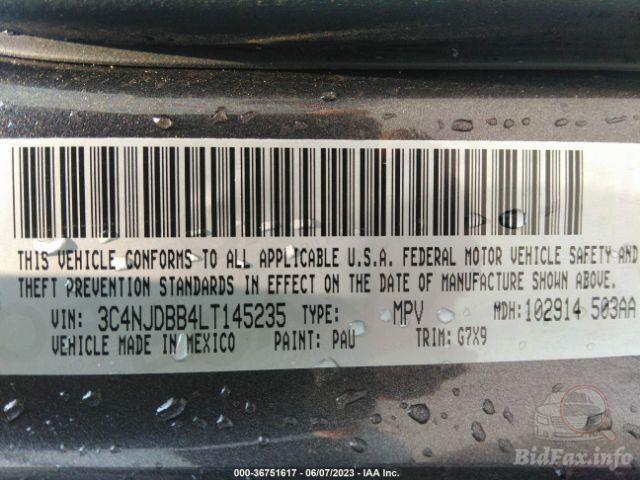 THIS VEHICLE CONFORMS TO ALL APPLICABLE U.S.A. FEDERAL MOTOR VEHICLE SAFETY AND
THEFT PREVENTION STANDARDS IN EFFECT ON THE DATE OF MANUFACTURE SHOWN ABOVE.
VIN: 3C4NJDBB4LT145235 TYPE: MPV MDH:102914 503AA
VEHICLE MADE IN MEXICO PAINT: PAU TRIM: G7X9
BidFax.info
000-36751617 - 06/07/2023 - IAA Inc.